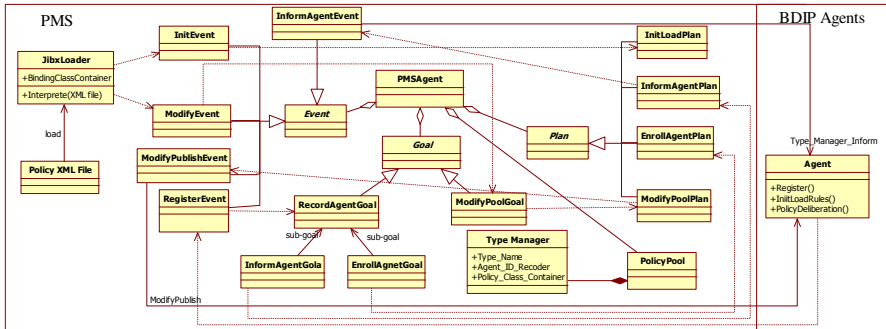 PMS
BDIP Agents
InformAgentEvent
InitEvent
InitLoadPlan
JibxLoader
+BindingClassContainer
+Interprete(XML file)
PMSAgent
InformAgentPlan
ModifyEvent
Event
Plan
EnrollAgentPlan
load
Goal
Type_Manager_Inform
ModifyPublishEvent
Policy XML File
Agent
+Register()
+IniitLoadRules()
+PolicyDeliberation()
RegisterEvent
RecordAgentGoal
ModifyPoolGoal
ModifyPoolPlan
sub-goal
sub-goal
Type Manager
+Type_Name
+Agent_ID_Recoder
+Policy_Class_Container
InformAgentGola
EnrollAgnetGoal
PolicyPool
ModifyPublish